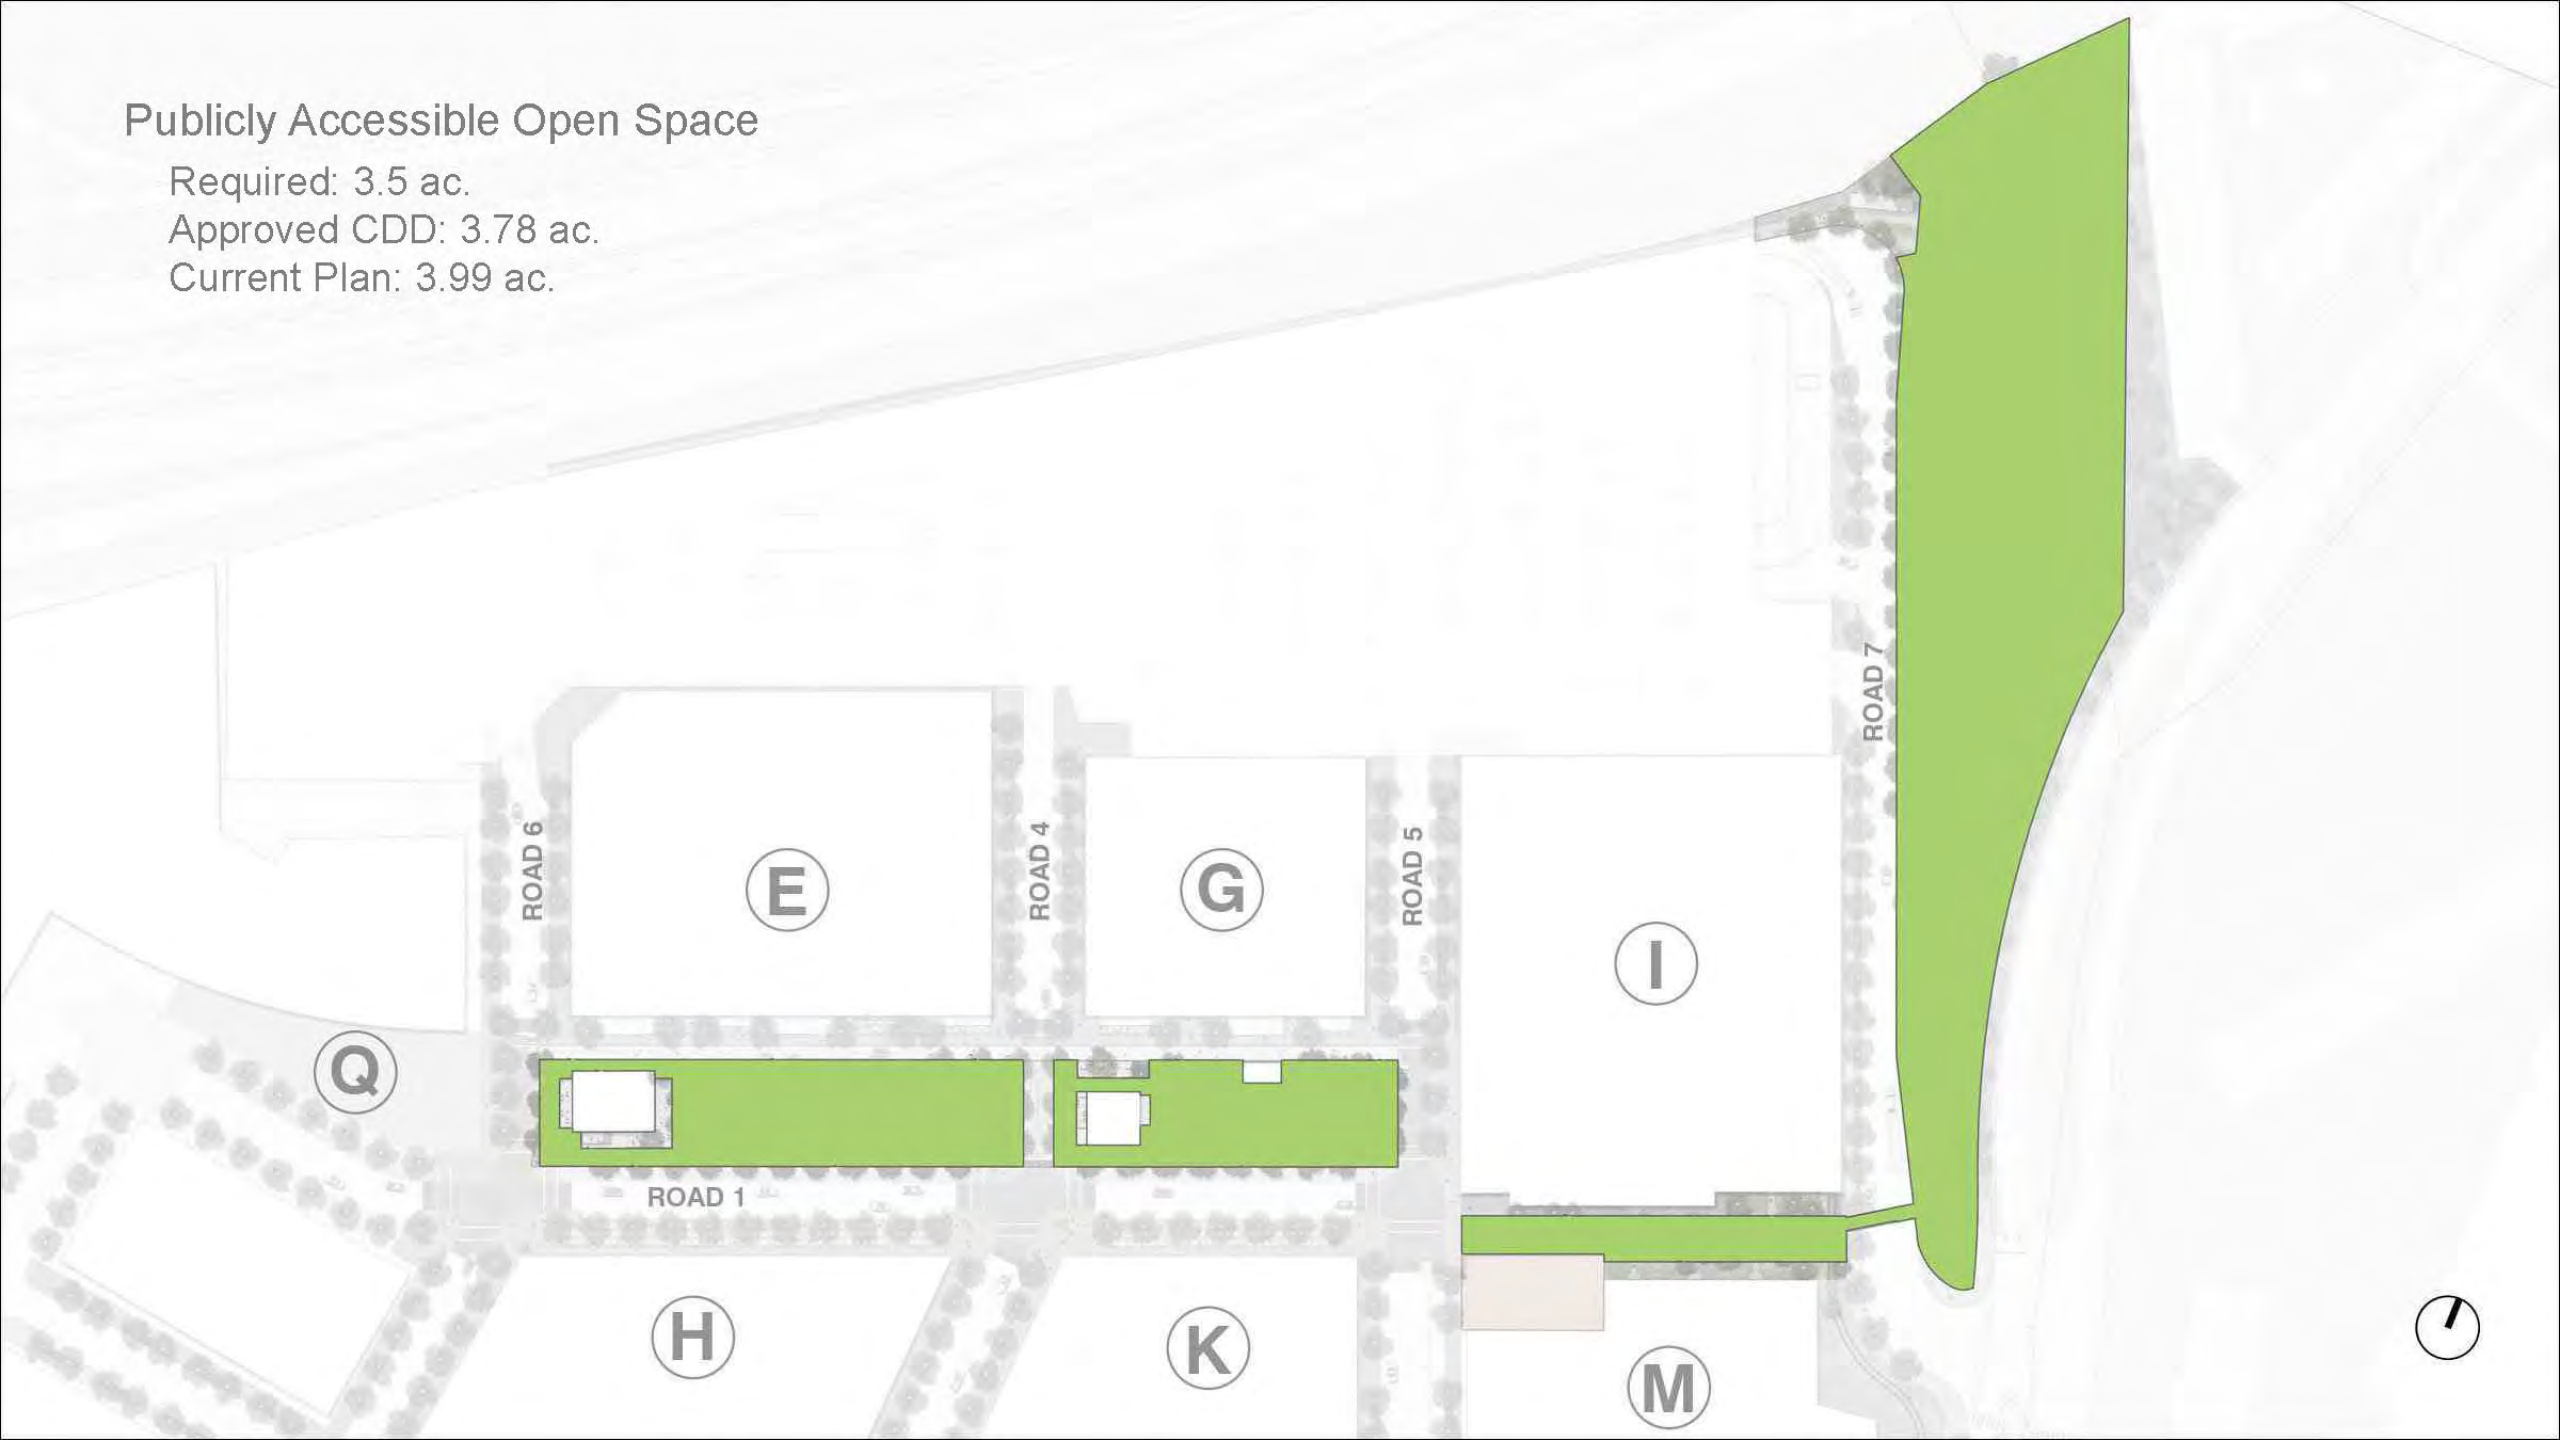 Publicly Accessible Open Space
Required: 3.5 ac.
Approved CDD: 3.78 ac.
Current Plan: 3.99 ac.
ROAD 7
ROAD 6
ROAD 4
ROAD 5
E
G
I
Q
ROAD 1
H
K
M